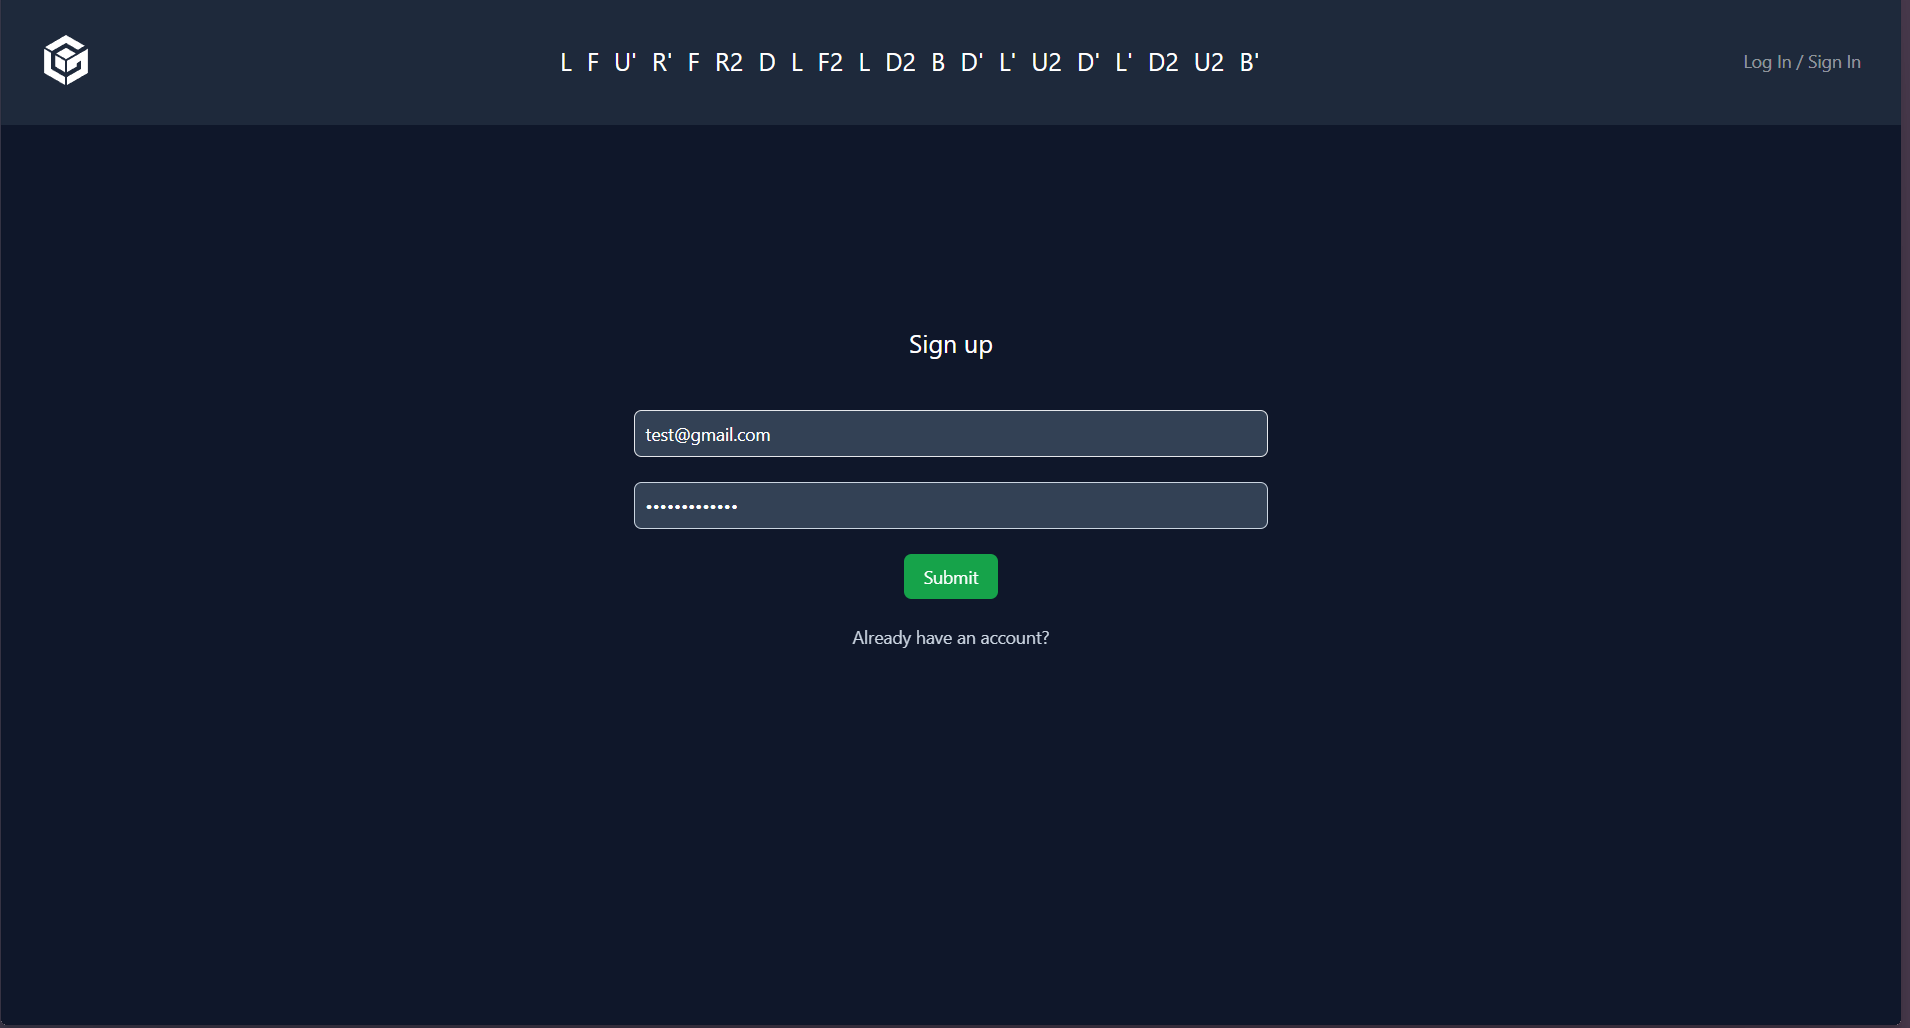 L F U' R' F R2 D L F2 L D2 B D' L' U2 D' L' D2 U2 B'
Log In / Sign In
Sign up
test@gmail.com
•••••••••••••
Submit
Already have an account?